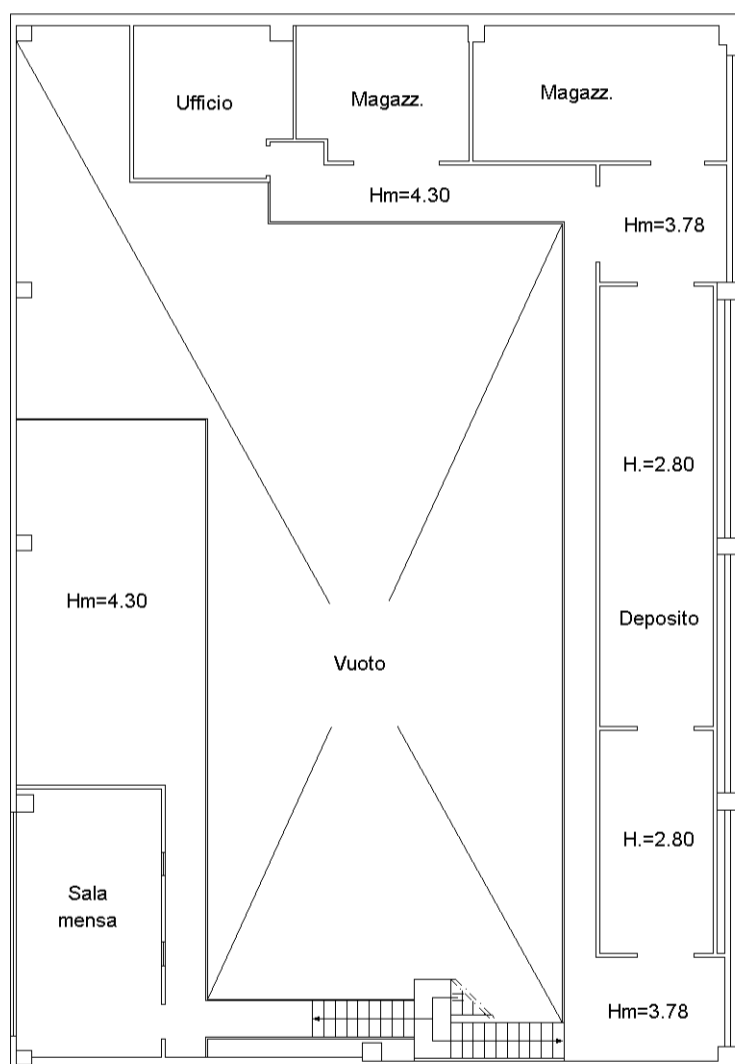 Ufficio
Magazz.
Magazz.
Hm=4.30
Hm=3.78
H.=2.80
Hm=4.30
Deposito
Vuoto
H.=2.80
Sala
mensa
Hm=3.78